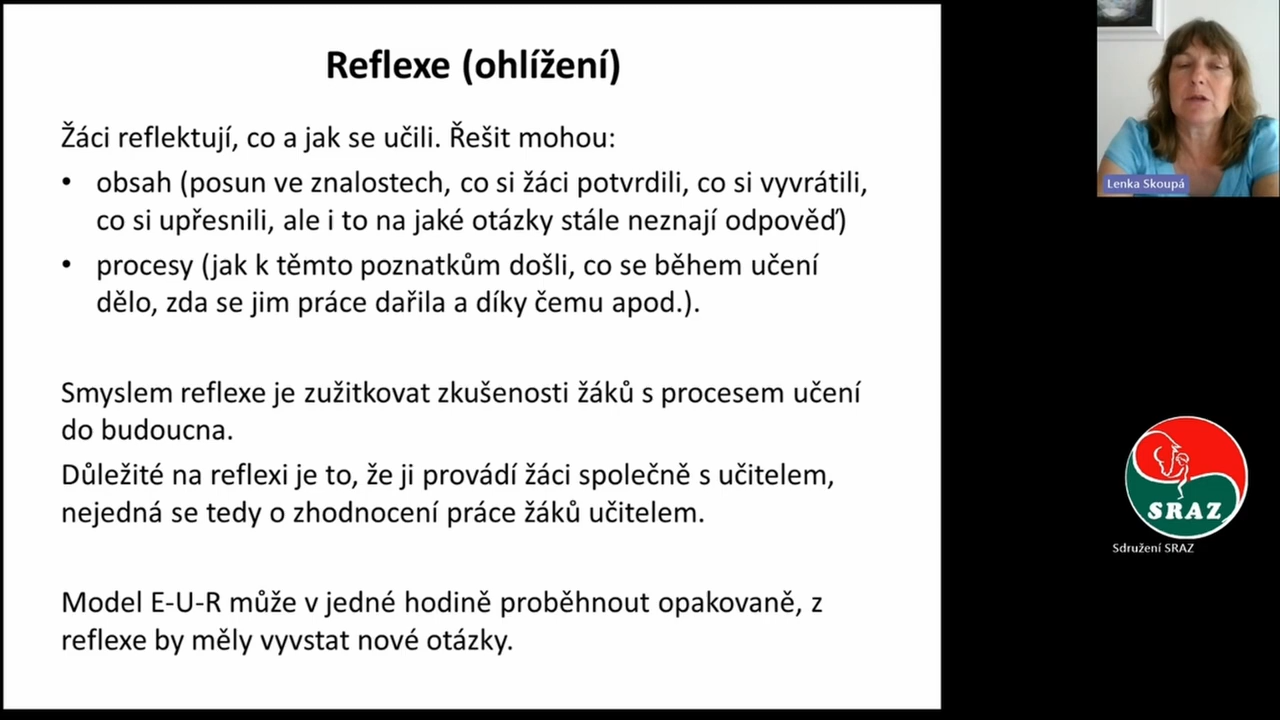 Reflexe (ohlížení)
Žáci reflektují, co a jak se učili. Řešit mohou:
• obsah (posun ve znalostech, co si žáci potvrdili, co si vyvrátili,
co si upřesnili, ale i to na jaké otázky stále neznají odpověď)
• procesy (jak k těmto poznatkům došli, co se během učení
dělo, zda se jim práce dařila a díky čemu apod.).
Smyslem reflexe je zužitkovat zkušenosti žáků s procesem učení
do budoucna.
Důležité na reflexi je to, že ji provádí žáci společně s učitelem,
nejedná se tedy o zhodnocení práce žáků učitelem.
Model E-U-R může v jedné hodině proběhnout opakovaně, z
reflexe by měly vyvstat nové otázky.
Lenka Skoupá
SRAZ
Sdružení SRAZ